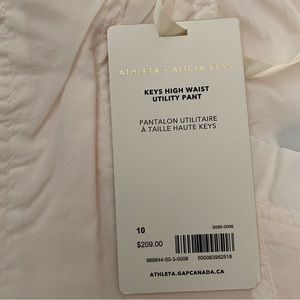 ATHLETA + ALICIA KEYS
KEYS HIGH WAIST
UTILITY PANT
PANTALON UTILITAIRE
À TAILLE HAUTE KEYS
10
S085-0006
$209.00
988844-00-3-0006 500083992518
ATHLETA.GAPCANADA.CA